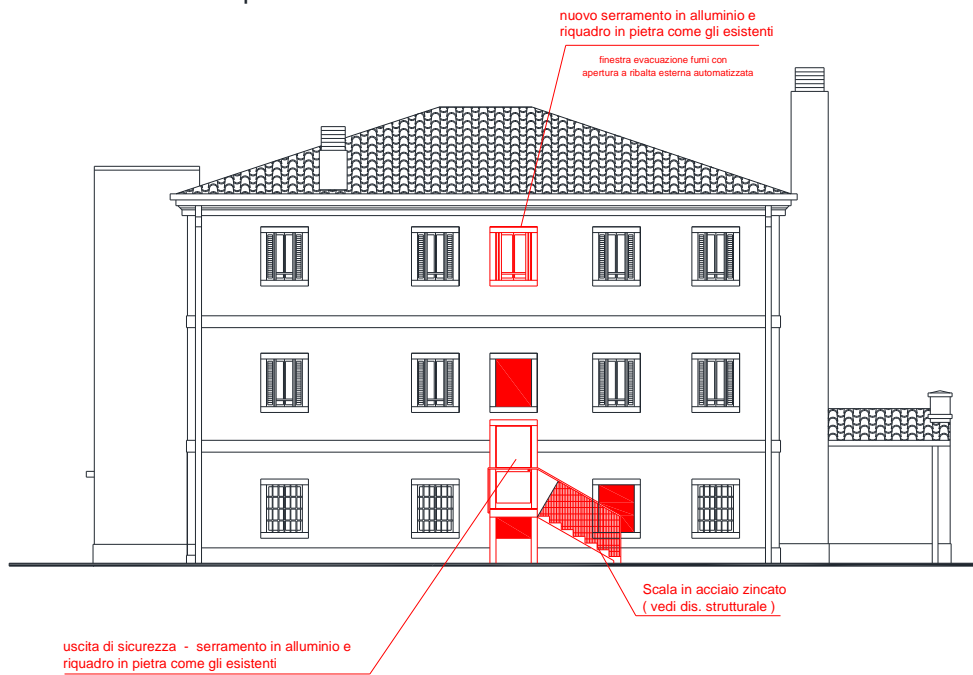 nuovo serramento in alluminio e
riquadro in pietra come gli esistenti
finestra evacuazione fumi con
apertura a ribalta esterna automatizzata
Scala in acciaio zincato
( vedi dis. strutturale )
uscita di sicurezza - serramento in alluminio e
riquadro in pietra come gli esistenti